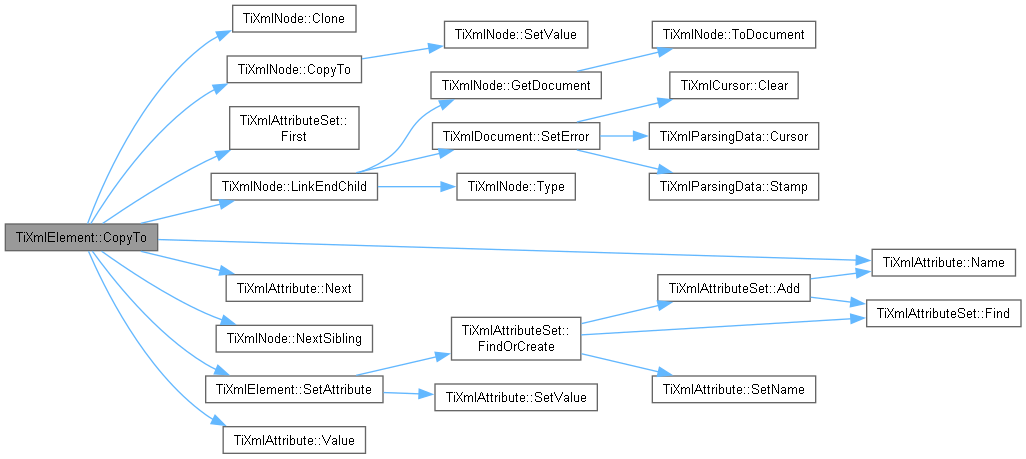 TiXmlNode::Clone
TiXmlNode::SetValue
TiXmlNode::ToDocument
TiXmlNode::CopyTo
TiXmlNode::GetDocument
TiXmlCursor::Clear
TiXmlAttributeSet::
First
TiXmlDocument::SetError
TiXmlParsingData::Cursor
TiXmlNode::LinkEndChild
TiXmlNode::Type
TiXmlParsingData::Stamp
TiXmlElement::CopyTo
TiXmlAttribute::Name
TiXmlAttribute::Next
TiXmlAttributeSet::Add
TiXmlAttributeSet::Find
TiXmlNode::NextSibling
TiXmlAttributeSet::
FindOrCreate
TiXmlElement::SetAttribute
TiXmlAttribute::SetName
TiXmlAttribute::SetValue
TiXmlAttribute::Value